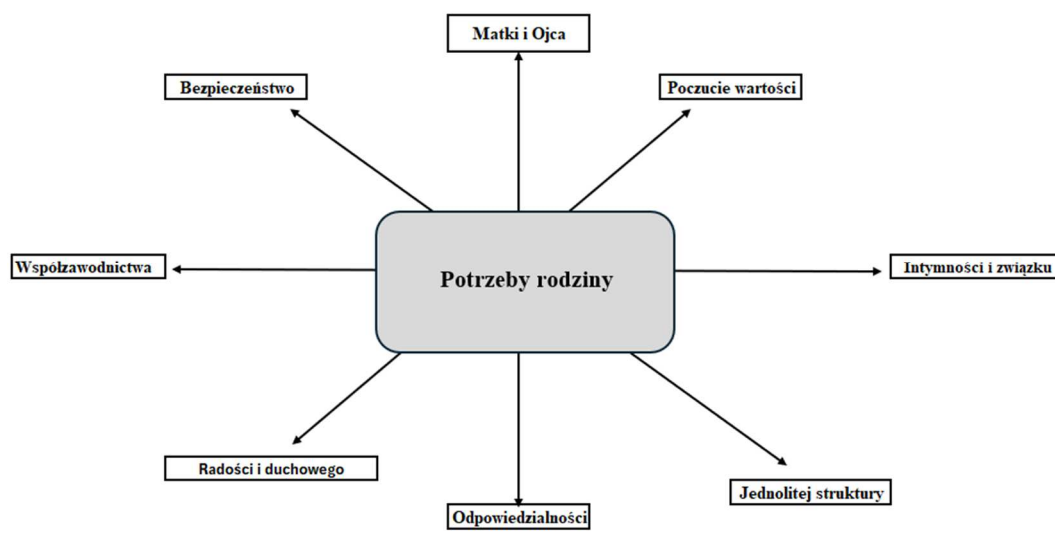 Matki i Ojca
Bezpieczeństwo
Poczucie wartości
Współzawodnictwa
Potrzeby rodziny
Intymności i związku
Radości i duchowego
Jednolitej struktury
Odpowiedzialności